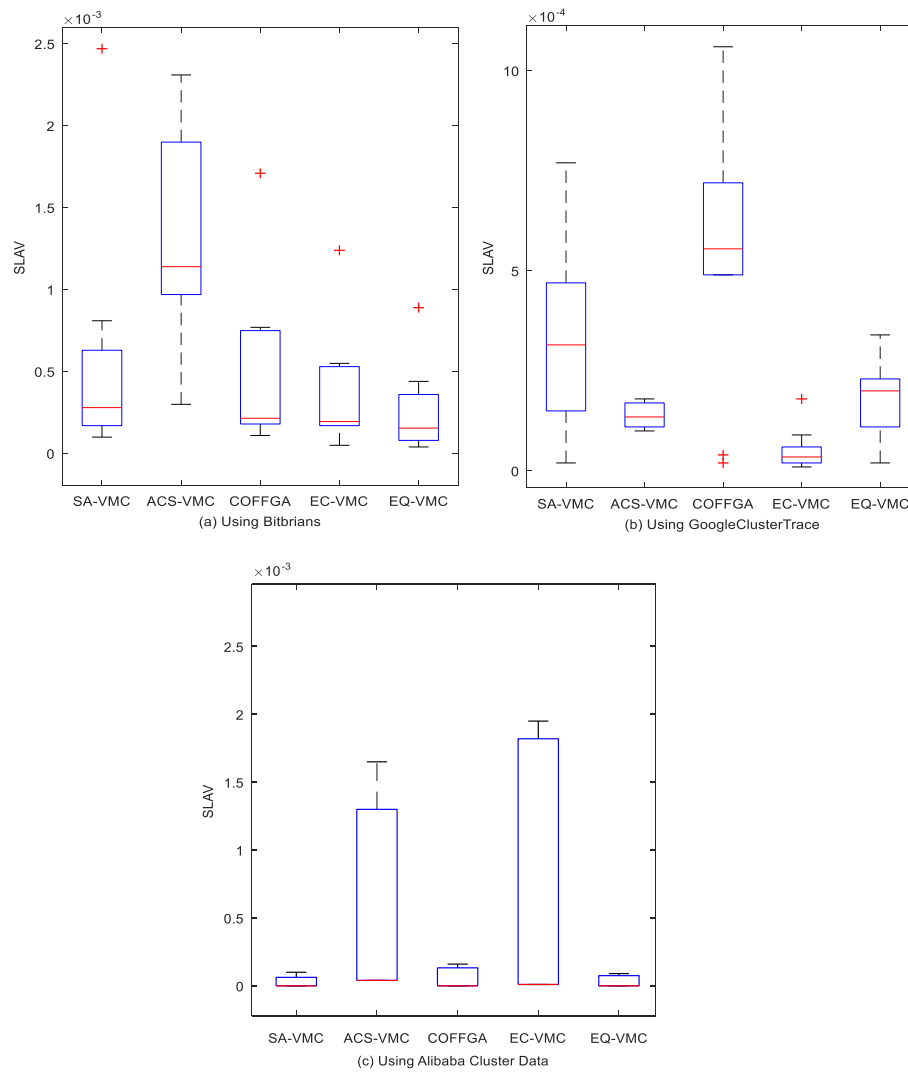 ×10⁻³
2.5
2
1.5
1
0.5
0
SLAV
SA-VMC ACS-VMC COFFGA EC-VMC EQ-VMC
(a) Using Bitbrians
×10⁻⁴
10
5
0
SLAV
SA-VMC ACS-VMC COFFGA EC-VMC EQ-VMC
(b) Using GoogleClusterTrace
×10⁻³
2.5
2
1.5
1
0.5
0
SLAV
SA-VMC ACS-VMC COFFGA EC-VMC EQ-VMC
(c) Using Alibaba Cluster Data